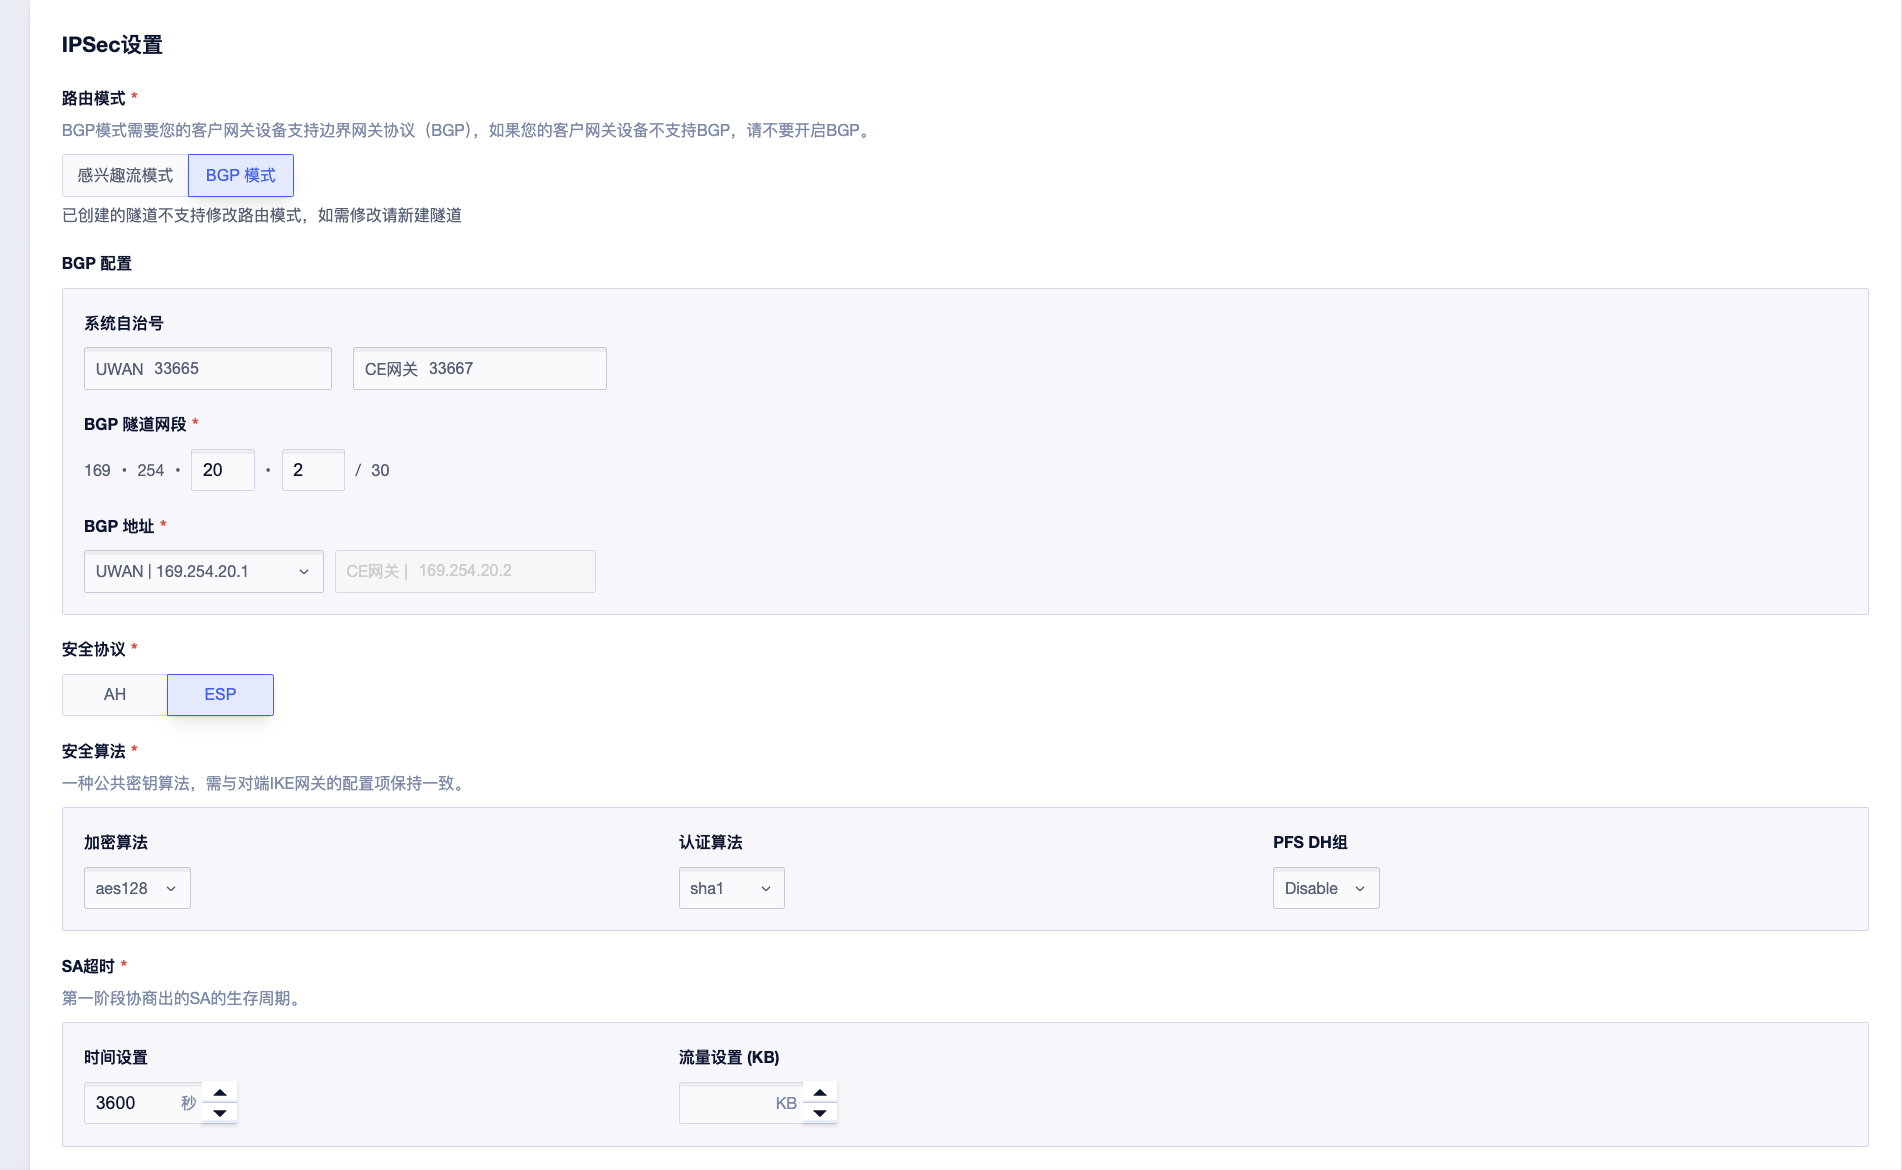 IPSec设置
路由模式 *
BGP模式需要您的客户网关设备支持边界网关协议（BGP），如果您的客户网关设备不支持BGP，请不要开启BGP。
感兴趣流模式 BGP 模式
已创建的隧道不支持修改路由模式，如需修改请新建隧道
BGP 配置
系统自治号
UWAN 33665 CE网关 33667
BGP 隧道网段 *
169 · 254 · 20 · 2 / 30
BGP 地址 *
UWAN | 169.254.20.1 CE网关 | 169.254.20.2
安全协议 *
AH ESP
安全算法 *
一种公共密钥算法，需与对端IKE网关的配置项保持一致。
加密算法 认证算法 PFS DH组
aes128 sha1 Disable
SA超时 *
第一阶段协商出的SA的生存周期。
时间设置 流量设置 (KB)
3600 秒 KB